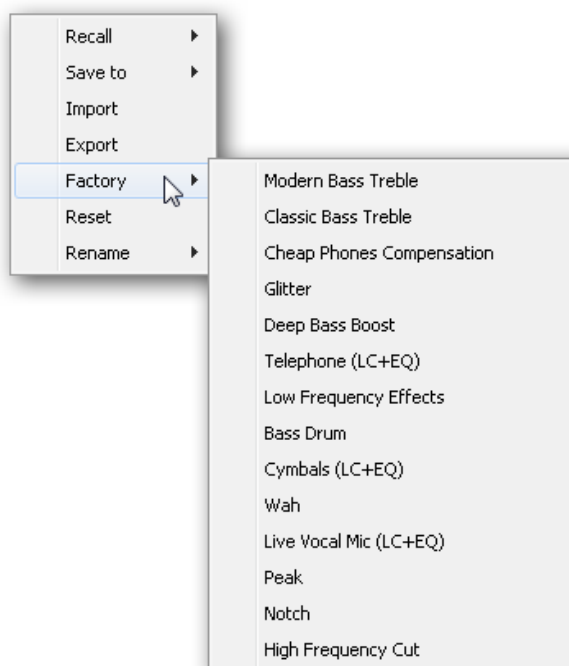 Recall
Save to
Import
Export
Factory
Reset
Rename
Modern Bass Treble
Classic Bass Treble
Cheap Phones Compensation
Glitter
Deep Bass Boost
Telephone (LC+EQ)
Low Frequency Effects
Bass Drum
Cymbals (LC+EQ)
Wah
Live Vocal Mic (LC+EQ)
Peak
Notch
High Frequency Cut